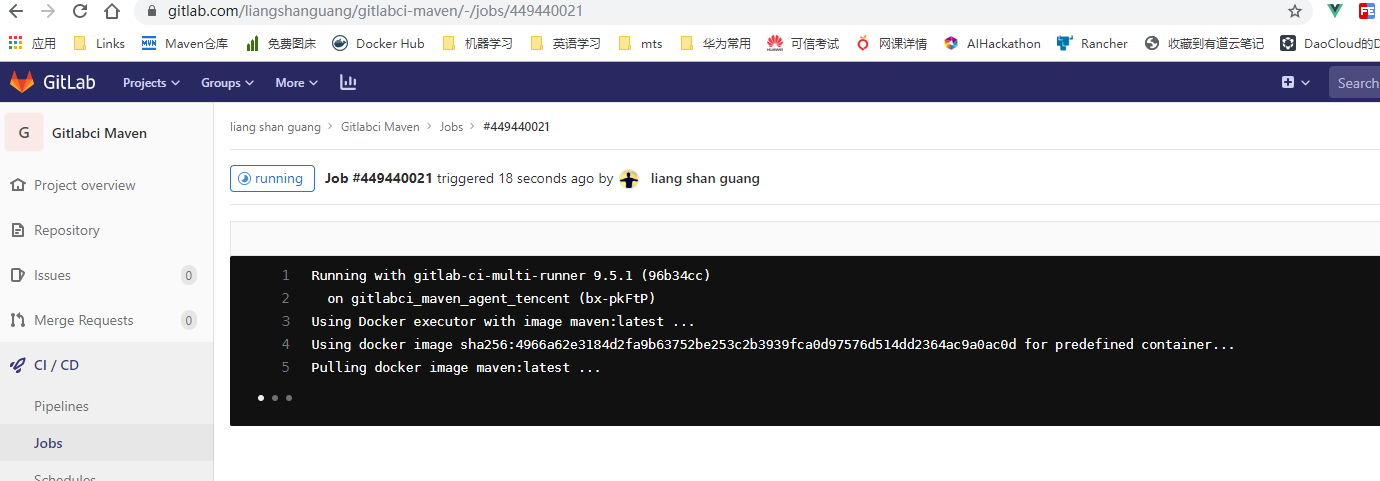 gitlab.com/liangshanguang/gitlabci-maven/-/jobs/449440021
应用 Links Maven仓库 免费图床 Docker Hub 机器学习 英语学习 mts 华为常用 可信考试 网课详情 AIHackathon Rancher 收藏到有道云笔记 DaoCloud的D
GitLab Projects Groups More Search
G Gitlabci Maven
liang shan guang > Gitlabci Maven > Jobs > #449440021
Project overview
running Job #449440021 triggered 18 seconds ago by liang shan guang
Repository
Issues 0
Merge Requests 0
CI / CD
Pipelines
Jobs
Schedules
1 Running with gitlab-ci-multi-runner 9.5.1 (96b34cc)
2 on gitlabci_maven_agent_tencent (bx-pkFtP)
3 Using Docker executor with image maven:latest ...
4 Using docker image sha256:4966a62e3184d2fa9b63752be253c2b3939fca0d97576d514dd2364ac9a0ac0d for predefined container...
5 Pulling docker image maven:latest ...